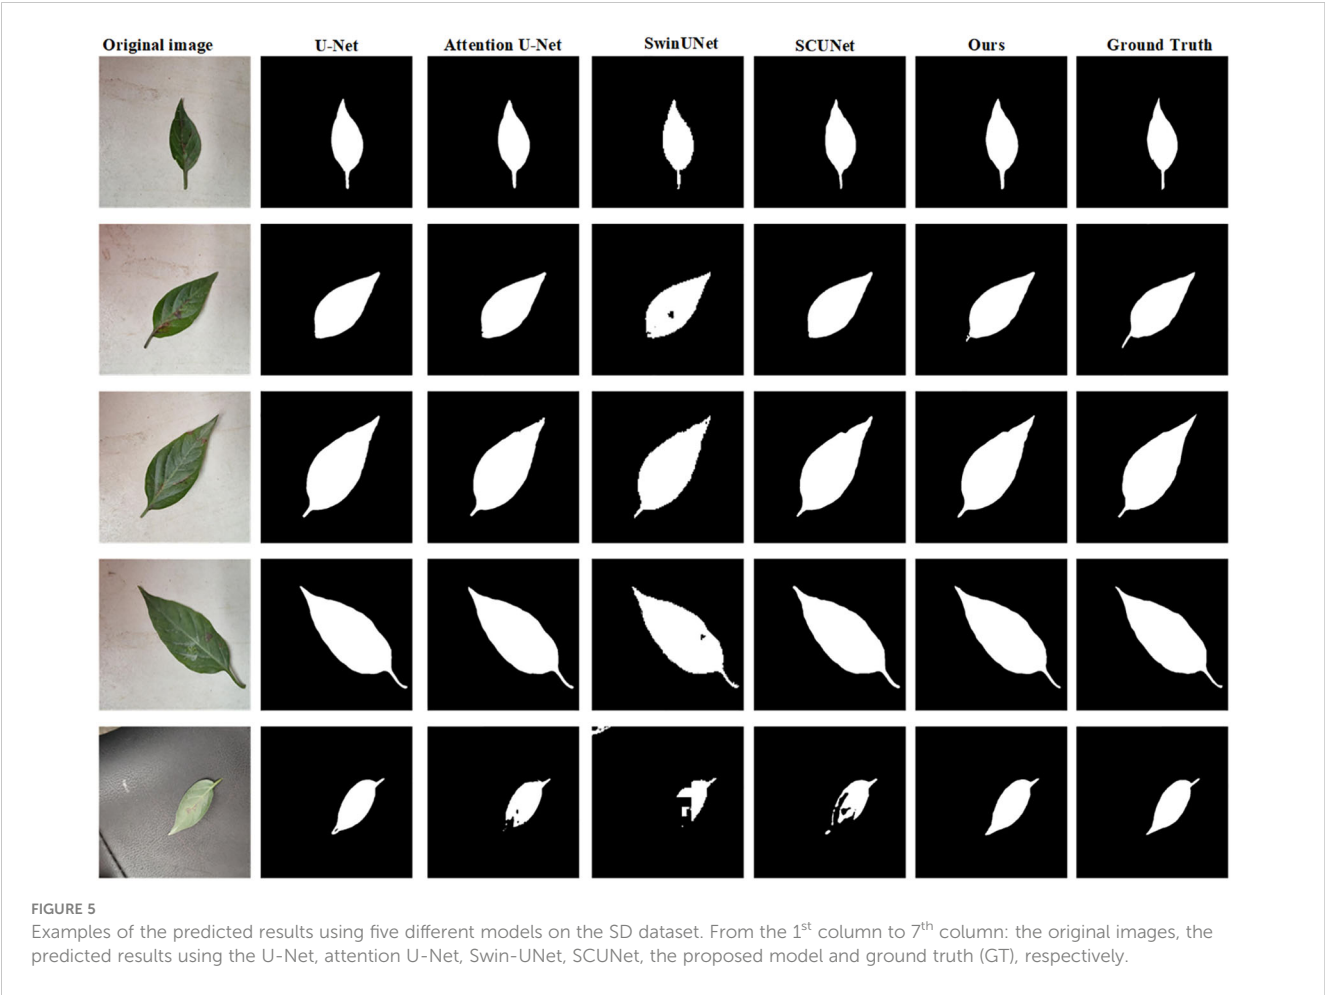 Original image U-Net Attention U-Net SwinUNet SCUNet Ours Ground Truth
FIGURE 5
Examples of the predicted results using five different models on the SD dataset. From the 1st column to 7th column: the original images, the
predicted results using the U-Net, attention U-Net, Swin-UNet, SCUNet, the proposed model and ground truth (GT), respectively.